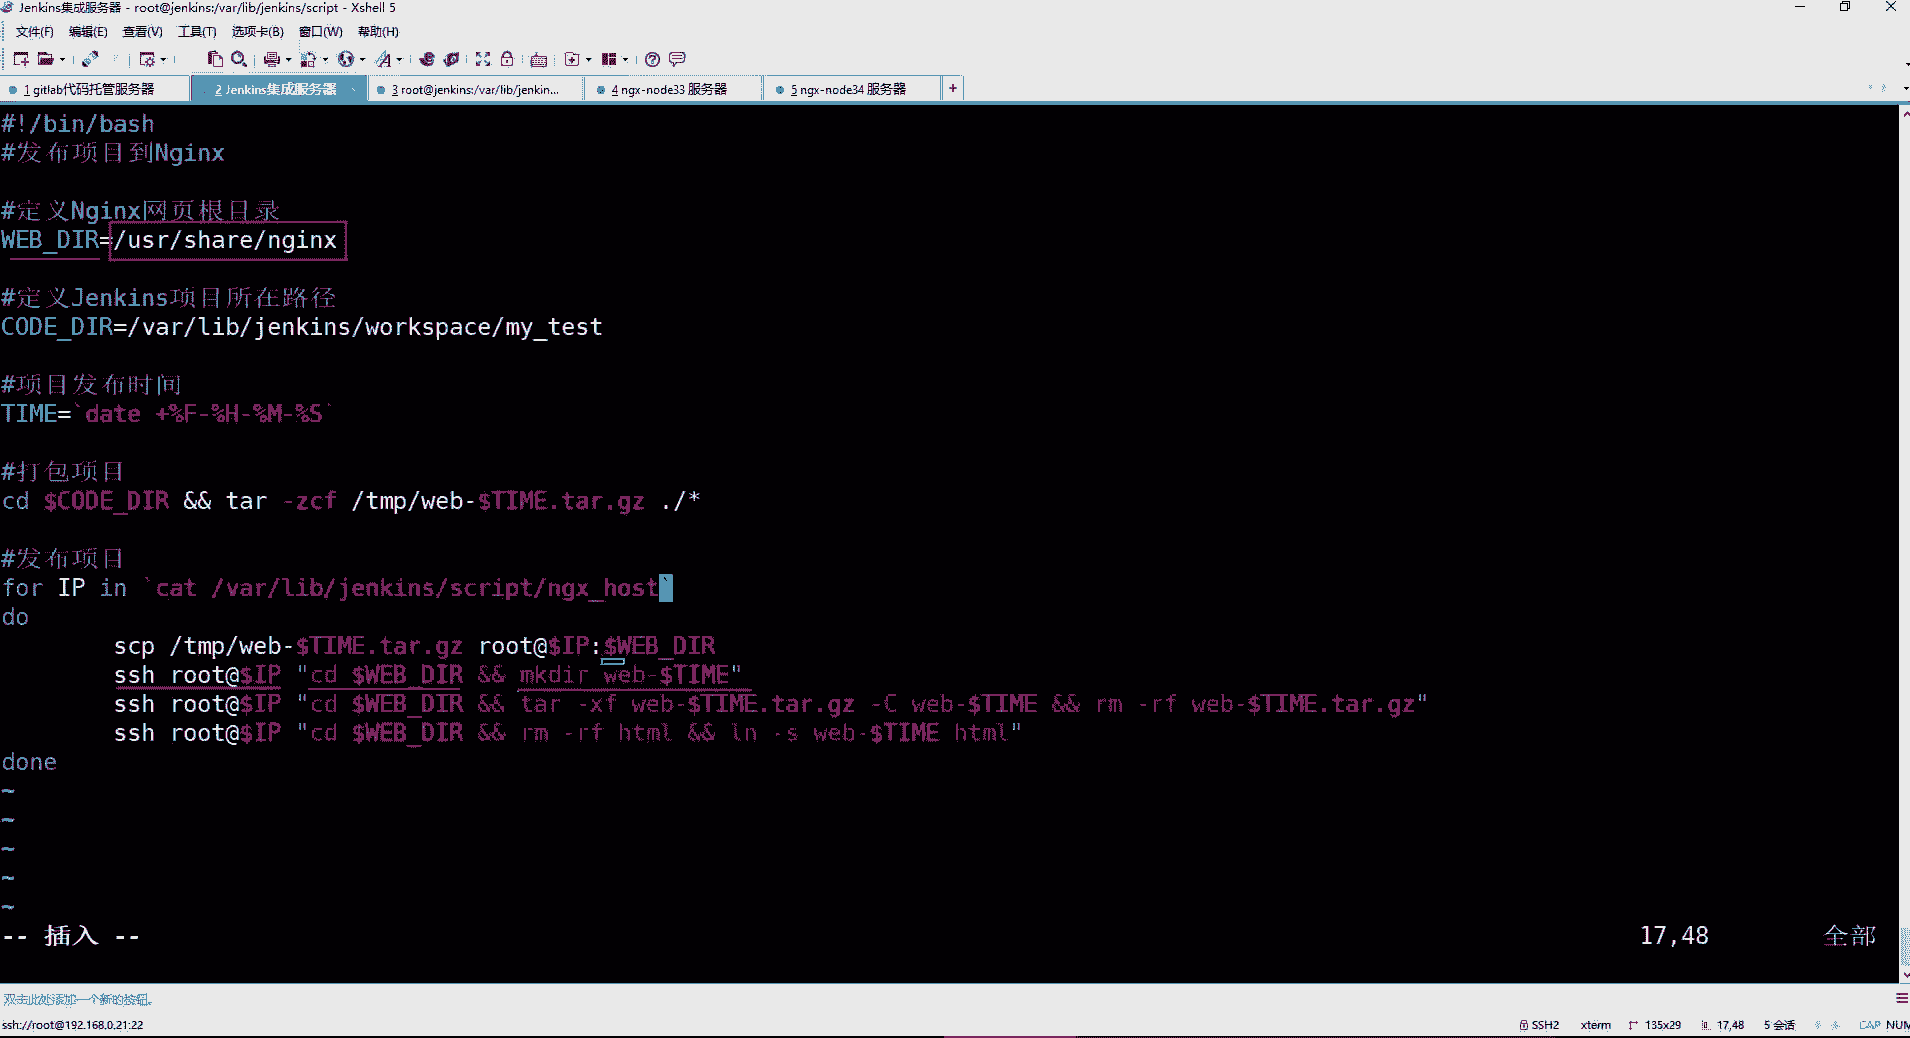 Jenkins集成服务器 - root@jenkins:/var/lib/jenkins/script - Xshell 5
文件(F) 编辑(E) 查看(V) 工具(T) 选项卡(B) 窗口(W) 帮助(H)
1 gitlab代码托管服务器 2 Jenkins集成服务器 3 root@jenkins:/var/lib/jenkin... 4 ngx-node33 服务器 5 ngx-node34 服务器 +
#!/bin/bash
#发布项目到Nginx
#定义Nginx网页根目录
WEB_DIR=/usr/share/nginx
#定义Jenkins项目所在路径
CODE_DIR=/var/lib/jenkins/workspace/my_test
#项目发布时间
TIME=`date +%F-%H-%M-%S`
#打包项目
cd $CODE_DIR && tar -zcf /tmp/web-$TIME.tar.gz ./*
#发布项目
for IP in `cat /var/lib/jenkins/script/ngx_host`
do
scp /tmp/web-$TIME.tar.gz root@$IP:$WEB_DIR
ssh root@$IP "cd $WEB_DIR && mkdir web-$TIME"
ssh root@$IP "cd $WEB_DIR && tar -xf web-$TIME.tar.gz -C web-$TIME && rm -rf web-$TIME.tar.gz"
ssh root@$IP "cd $WEB_DIR && rm -rf html && ln -s web-$TIME html"
done
~
~
~
~
~
-- 插入 -- 17,48 全部
双击此处添加一个新的按钮。
ssh://root@192.168.0.21:22 SSH2 xterm 135x29 17,48 5 会话 CAP NUM